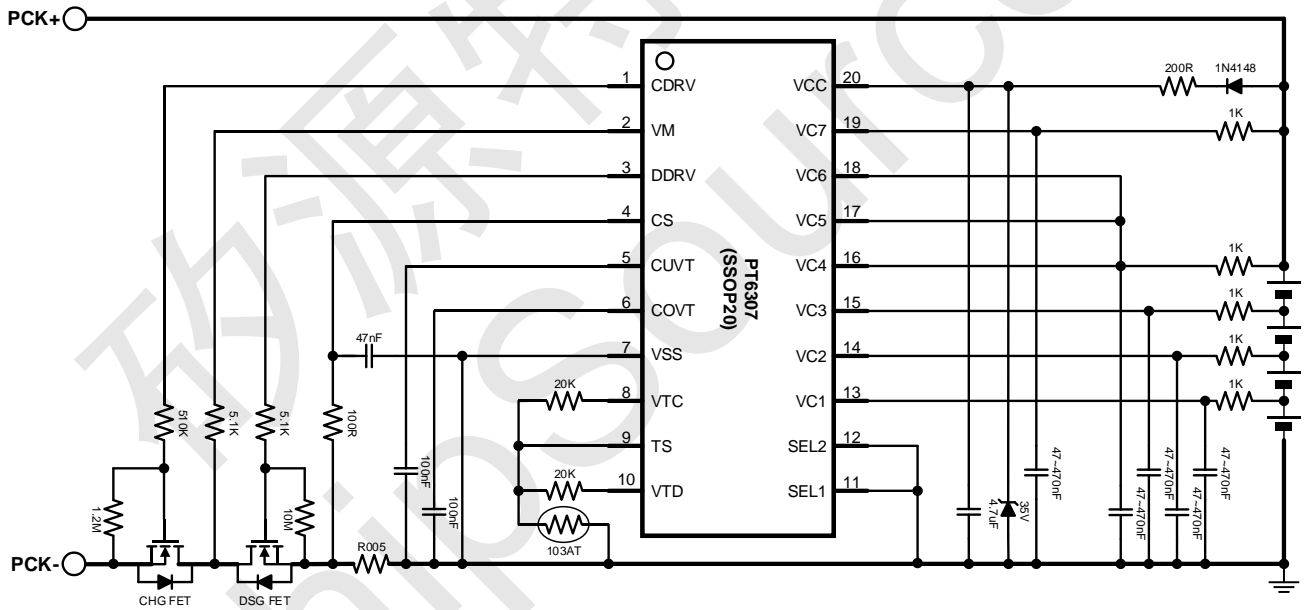 矽源特
ChipSource
PCK+
1
CDRV
VCC
20
200R
1N4148
2
VM
VC7
19
1K
3
DDRV
VC6
18
4
CS
VC5
17
5
CUVT
VC4
16
1K
6
COVT
VC3
15
1K
47nF
7
VSS
VC2
14
1K
20K
8
VTC
VC1
13
1K
9
TS
SEL2
12
20K
10
VTD
SEL1
11
PT6307
(SSOP20)
510K
5.1K
5.1K
100R
1.2M
10M
100nF
100nF
103AT
4.7uF
35V
47~470nF
47~470nF
47~470nF
47~470nF
47~470nF
R005
PCK-
CHG FET
DSG FET